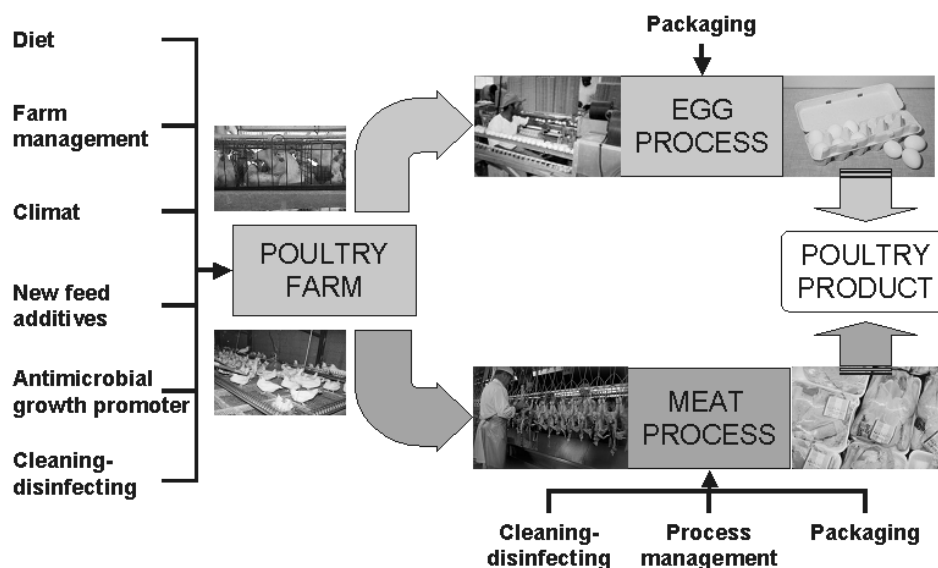 Diet
Farm
management
Climat
New feed
additives
Antimicrobial
growth promoter
Cleaning-
disinfecting
POULTRY
FARM
Packaging
EGG
PROCESS
POULTRY
PRODUCT
MEAT
PROCESS
Cleaning-
disinfecting
Process
management
Packaging